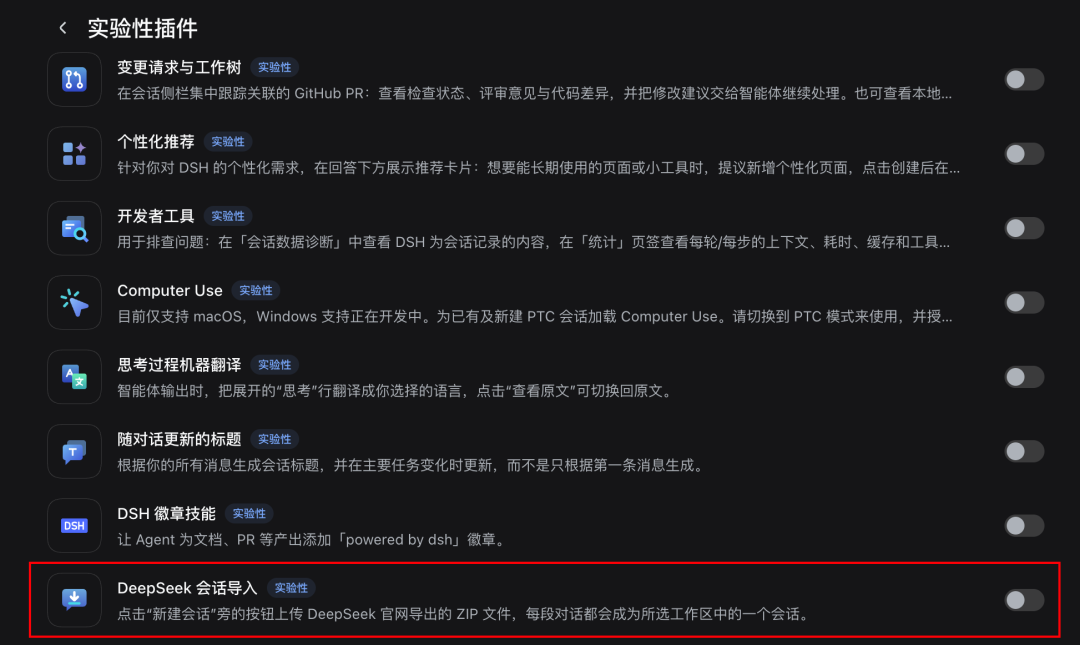 实验性插件
变更请求与工作树 实验性
在会话侧栏集中跟踪关联的 GitHub PR：查看检查状态、评审意见与代码差异，并把修改建议交给智能体继续处理。也可查看本地...
个性化推荐 实验性
针对你对 DSH 的个性化需求，在回答下方展示推荐卡片：想要能长期使用的页面或小工具时，提议新增个性化页面，点击创建后在...
开发者工具 实验性
用于排查问题：在「会话数据诊断」中查看 DSH 为会话记录的内容，在「统计」页签查看每轮/每步的上下文、耗时、缓存和工具...
Computer Use 实验性
目前仅支持 macOS，Windows 支持正在开发中。为已有及新建 PTC 会话加载 Computer Use。请切换到 PTC 模式来使用，并授...
A 文
思考过程机器翻译 实验性
智能体输出时，把展开的“思考”行翻译成你选择的语言，点击“查看原文”可切换回原文。
T
随对话更新的标题 实验性
根据你的所有消息生成会话标题，并在主要任务变化时更新，而不是只根据第一条消息生成。
DSH
DSH 徽章技能 实验性
让 Agent 为文档、PR 等产出添加「powered by dsh」徽章。
DeepSeek 会话导入 实验性
点击“新建会话”旁的按钮上传 DeepSeek 官网导出的 ZIP 文件，每段对话都会成为所选工作区中的一个会话。